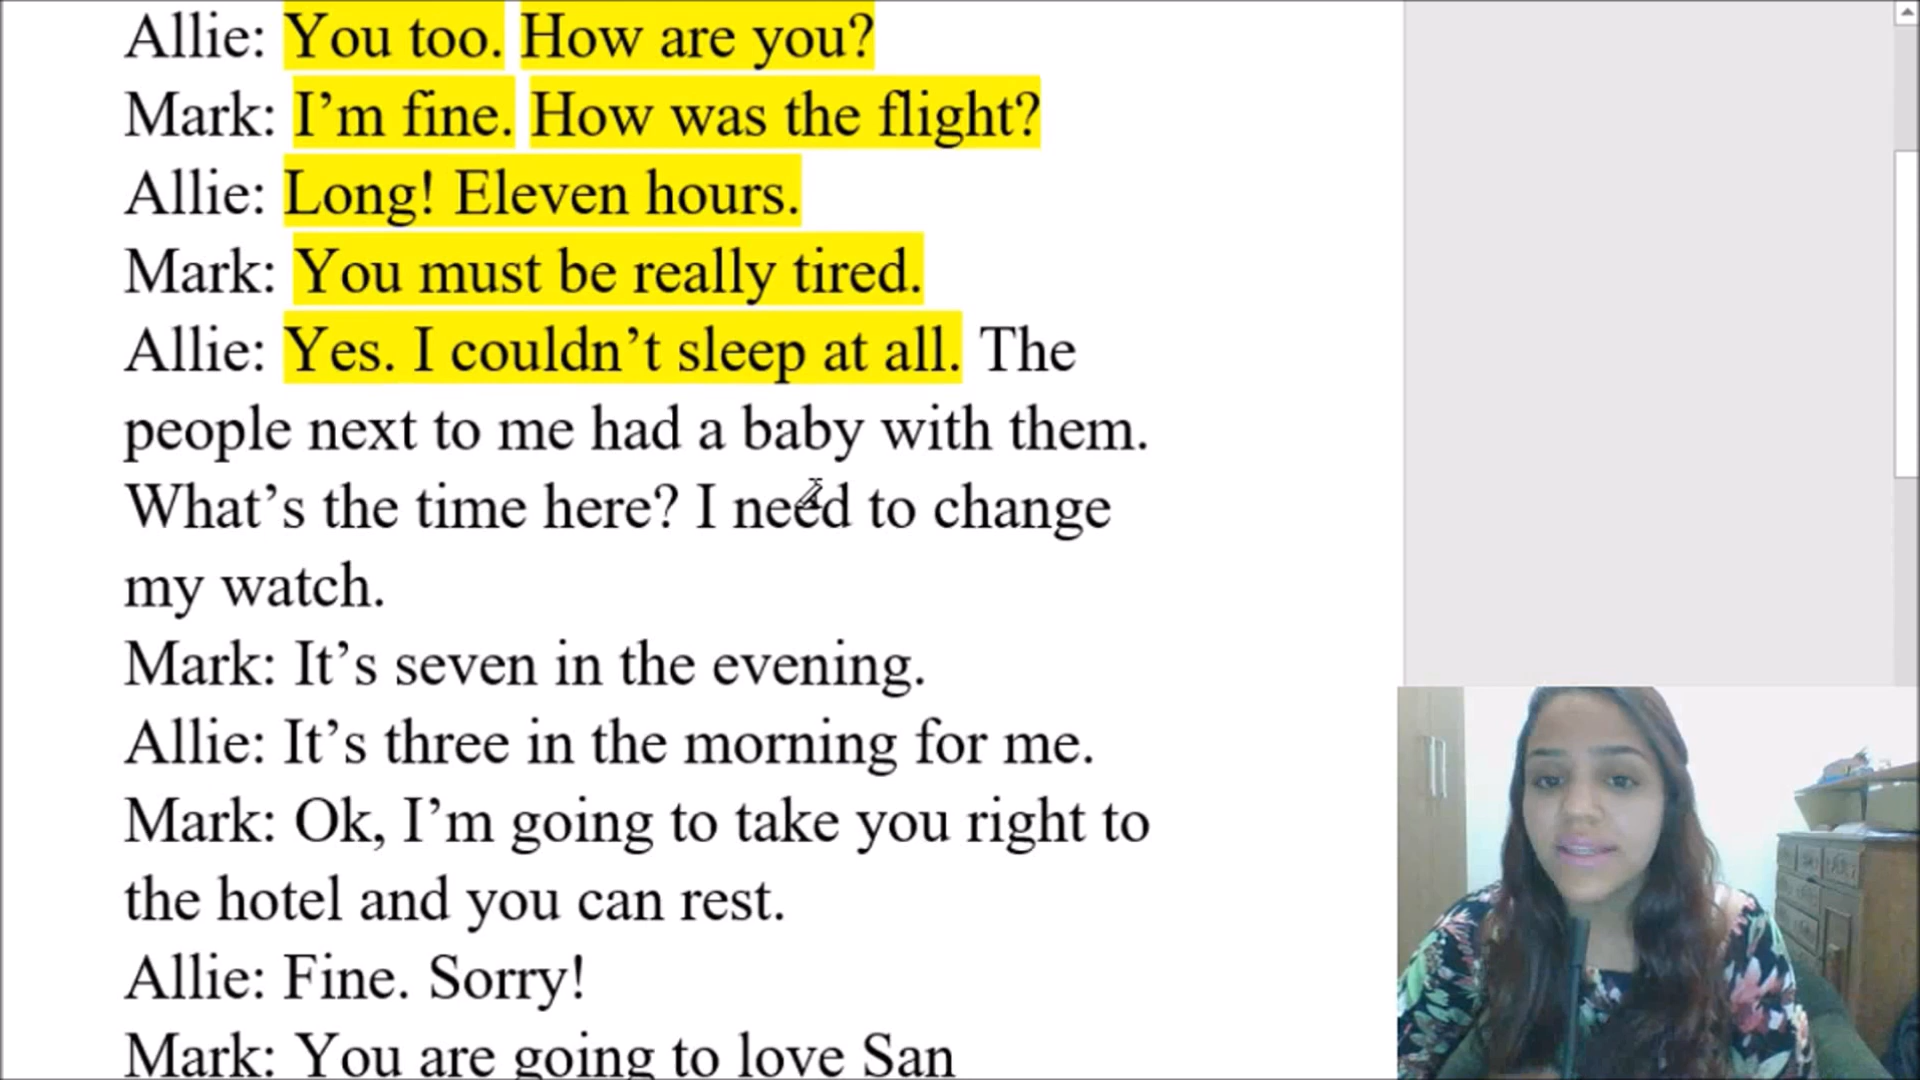 Allie: You too. How are you?
Mark: I’m fine. How was the flight?
Allie: Long! Eleven hours.
Mark: You must be really tired.
Allie: Yes. I couldn’t sleep at all. The
people next to me had a baby with them.
What’s the time here? I need to change
my watch.
Mark: It’s seven in the evening.
Allie: It’s three in the morning for me.
Mark: Ok, I’m going to take you right to
the hotel and you can rest.
Allie: Fine. Sorry!
Mark: You are going to love San